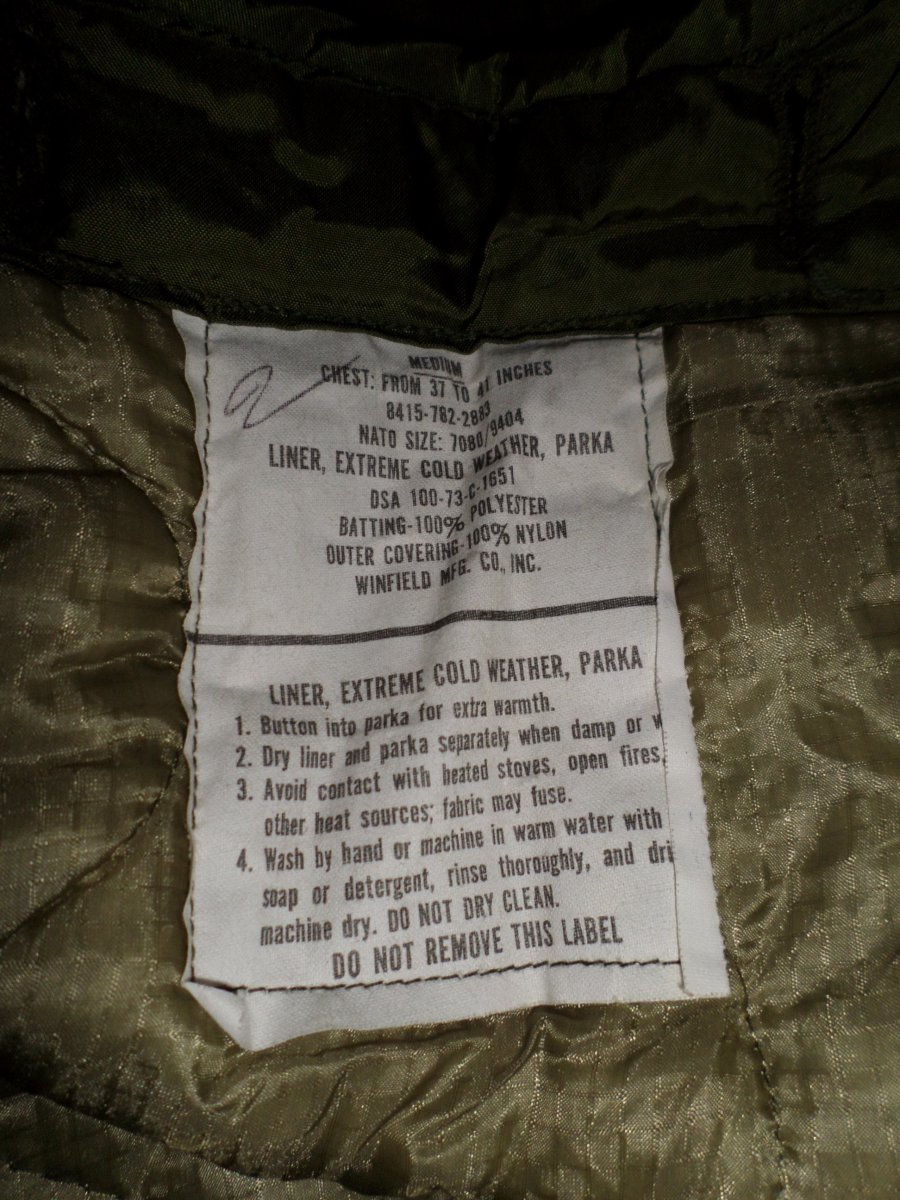 MEDIUM
CHEST: FROM 37 TO 41 INCHES
8415-782-2883
NATO SIZE: 7080/9404
LINER, EXTREME COLD WEATHER, PARKA
DSA 100-73-C-1651
BATTING-100% POLYESTER
OUTER COVERING-100% NYLON
WINFIELD MFG. CO., INC.
LINER, EXTREME COLD WEATHER, PARKA
1. Button into parka for extra warmth.
2. Dry liner and parka separately when damp or w
3. Avoid contact with heated stoves, open fires,
other heat sources; fabric may fuse.
4. Wash by hand or machine in warm water with
soap or detergent, rinse thoroughly, and dri
machine dry. DO NOT DRY CLEAN.
DO NOT REMOVE THIS LABEL